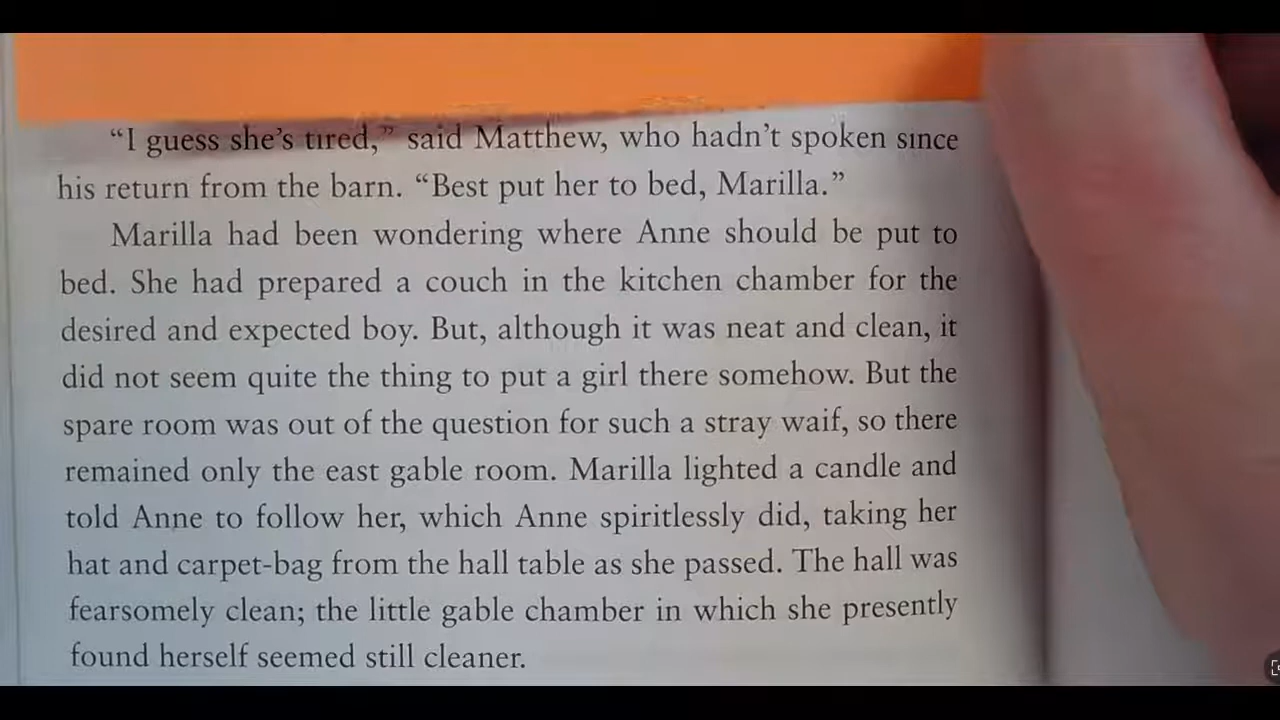 “I guess she’s tired,” said Matthew, who hadn’t spoken since
his return from the barn. “Best put her to bed, Marilla.”
Marilla had been wondering where Anne should be put to
bed. She had prepared a couch in the kitchen chamber for the
desired and expected boy. But, although it was neat and clean, it
did not seem quite the thing to put a girl there somehow. But the
spare room was out of the question for such a stray waif, so there
remained only the east gable room. Marilla lighted a candle and
told Anne to follow her, which Anne spiritlessly did, taking her
hat and carpet-bag from the hall table as she passed. The hall was
fearsomely clean; the little gable chamber in which she presently
found herself seemed still cleaner.